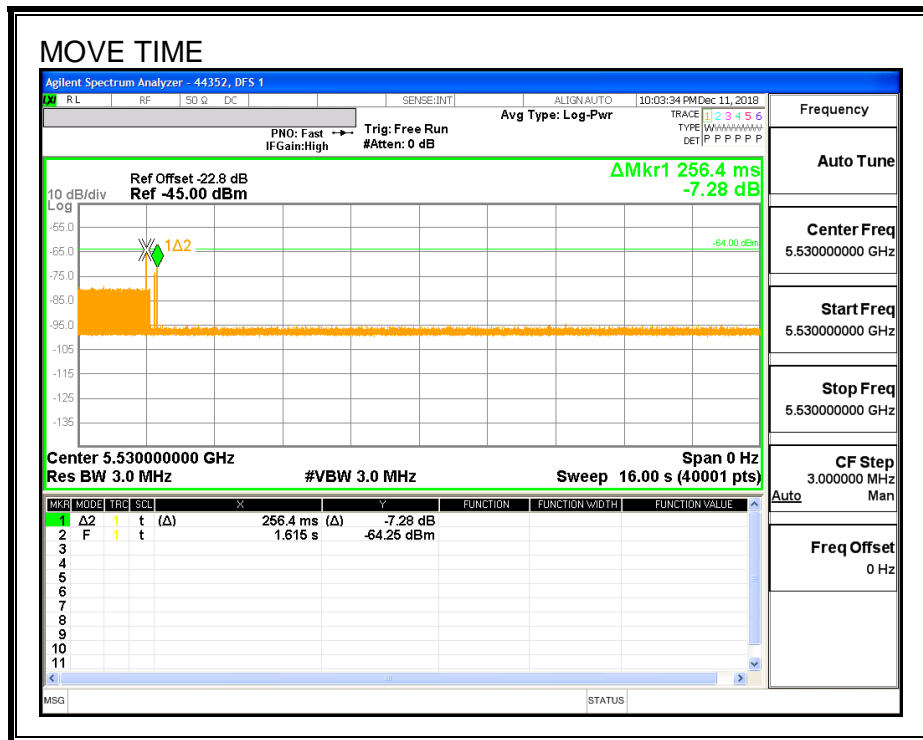 MOVE TIME
Agilent Spectrum Analyzer - 44352, DFS 1
LXI RL RF 50 Ω DC SENSE:INT ALIGN AUTO 10:03:34 PM Dec 11, 2018
Avg Type: Log-Pwr TRACE 1 2 3 4 5 6
PNO: Fast Trig: Free Run TYPE WWWWWW
IFGain:High #Atten: 0 dB DET P P P P P P
ΔMkr1 256.4 ms
-7.28 dB
Ref Offset -22.8 dB
10 dB/div Ref -45.00 dBm
Log
-55.0
-65.0
-75.0
-85.0
-95.0
-105
-115
-125
-135
1Δ2
-64.00 dBm
Center 5.530000000 GHz Span 0 Hz
Res BW 3.0 MHz #VBW 3.0 MHz Sweep 16.00 s (40001 pts)
MKR MODE TRC SCL X Y FUNCTION FUNCTION WIDTH FUNCTION VALUE
1 Δ2 1 t (Δ) 256.4 ms (Δ) -7.28 dB
2 F 1 t 1.615 s -64.25 dBm
3
4
5
6
7
8
9
10
11
MSG STATUS
Frequency
Auto Tune
Center Freq
5.530000000 GHz
Start Freq
5.530000000 GHz
Stop Freq
5.530000000 GHz
CF Step
3.000000 MHz
Auto Man
Freq Offset
0 Hz